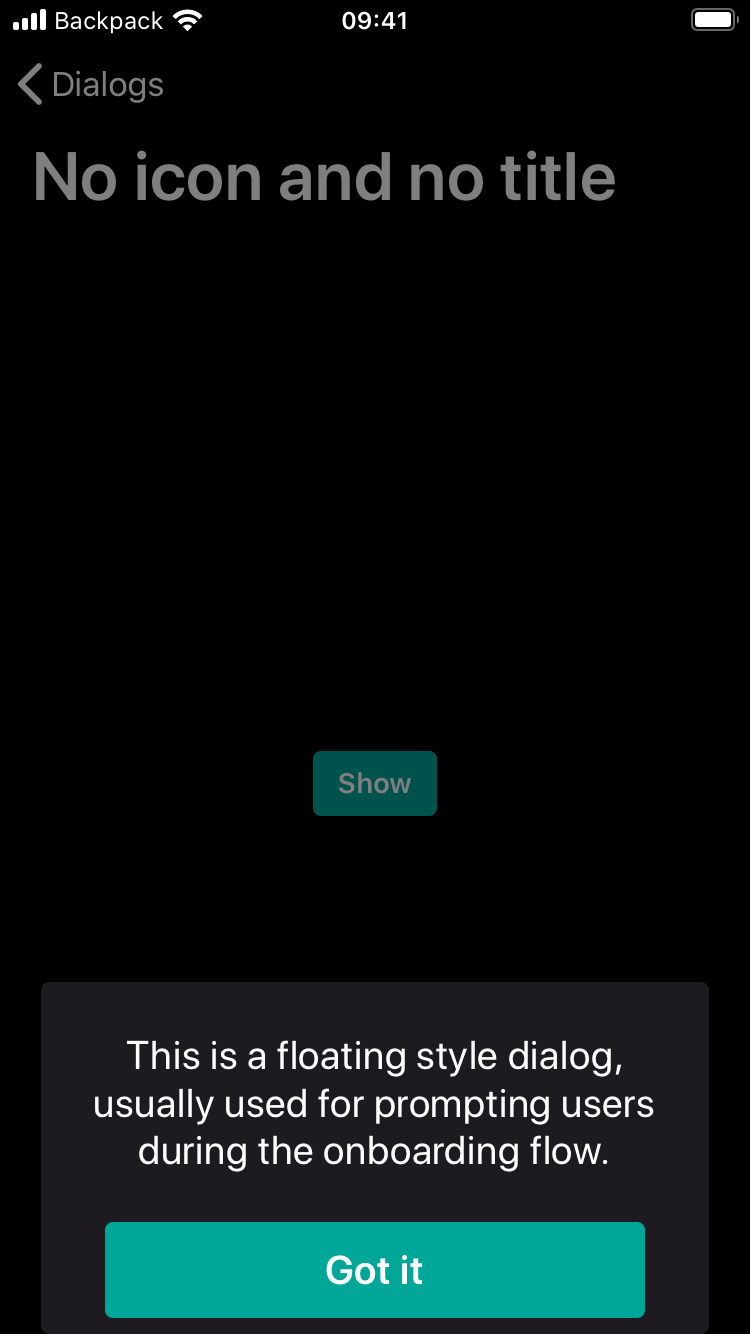 Backpack 09:41
Dialogs
No icon and no title
Show
This is a floating style dialog,
usually used for prompting users
during the onboarding flow.
Got it